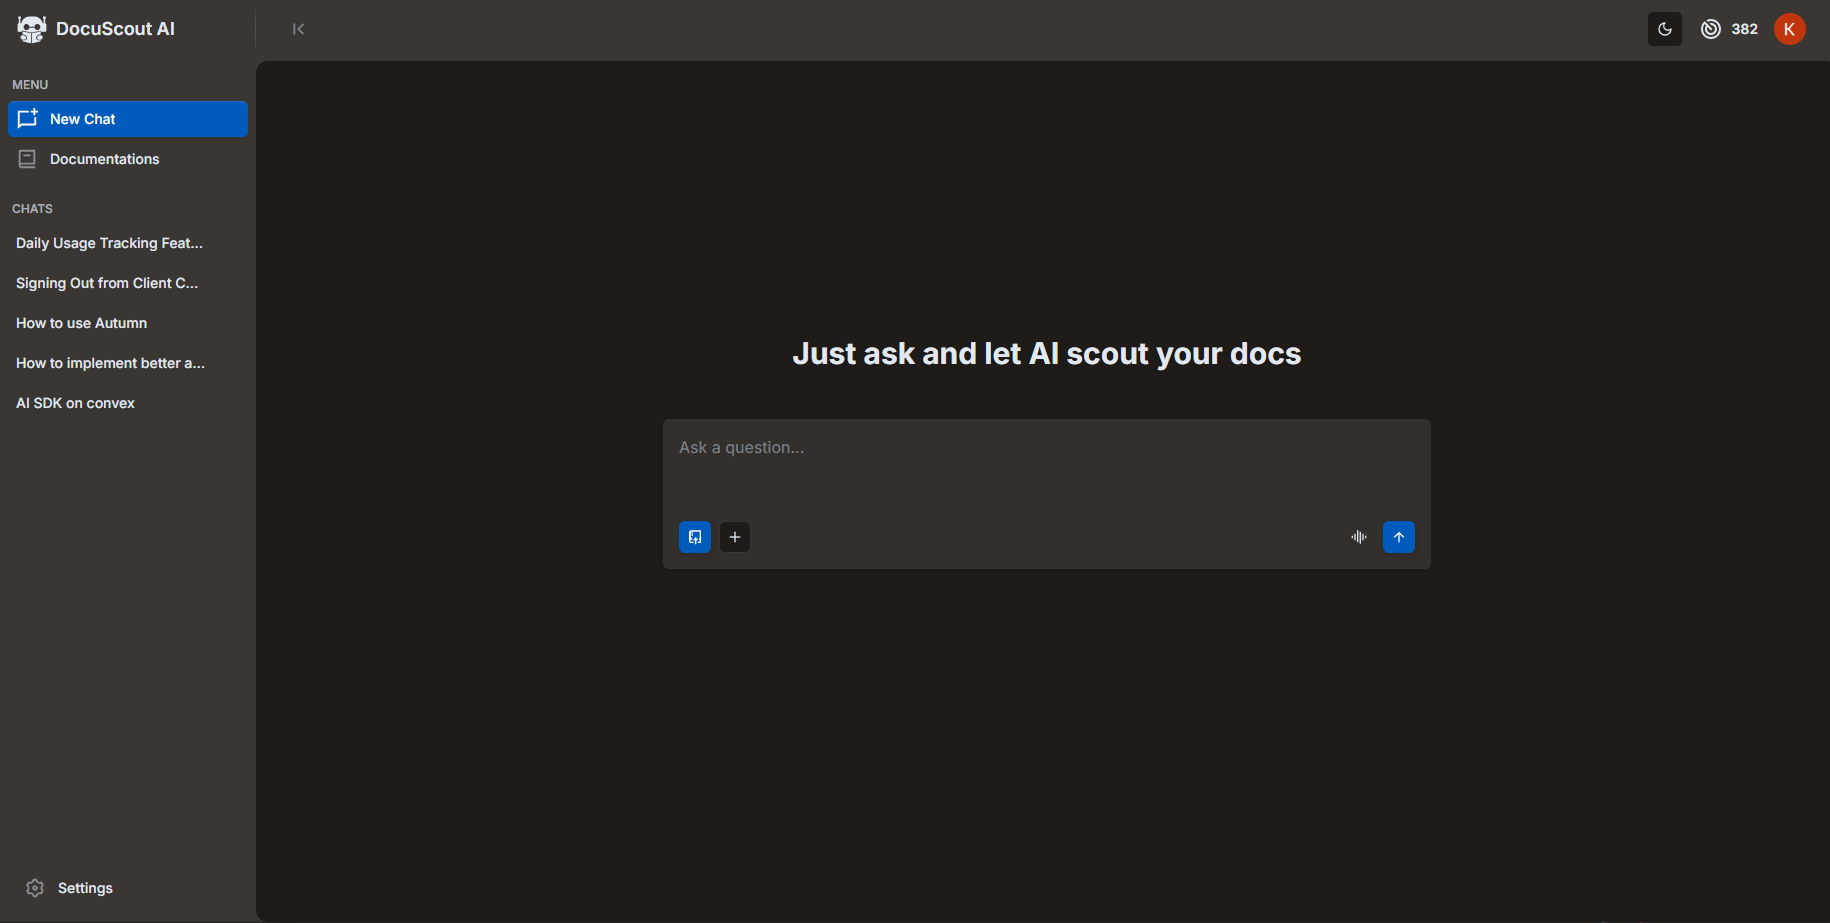 DocuScout AI
382
K
MENU
New Chat
Documentations
CHATS
Daily Usage Tracking Feat...
Signing Out from Client C...
How to use Autumn
How to implement better a...
AI SDK on convex
Just ask and let AI scout your docs
Ask a question...
Settings